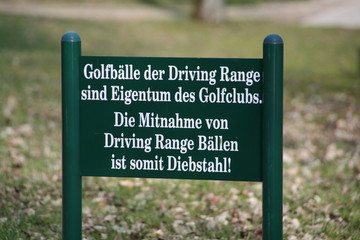 Golfbälle der Driving Range
sind Eigentum des Golfclubs.
Die Mitnahme von
Driving Range Bällen
ist somit Diebstahl!